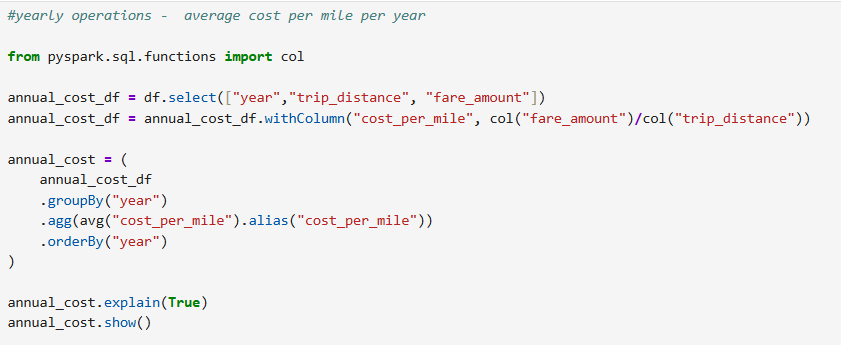 #yearly operations -  average cost per mile per year
from pyspark.sql.functions import col
annual_cost_df = df.select(["year","trip_distance", "fare_amount"])
annual_cost_df = annual_cost_df.withColumn("cost_per_mile", col("fare_amount")/col("trip_distance"))
annual_cost = (
    annual_cost_df
    .groupBy("year")
    .agg(avg("cost_per_mile").alias("cost_per_mile"))
    .orderBy("year")
)
annual_cost.explain(True)
annual_cost.show()